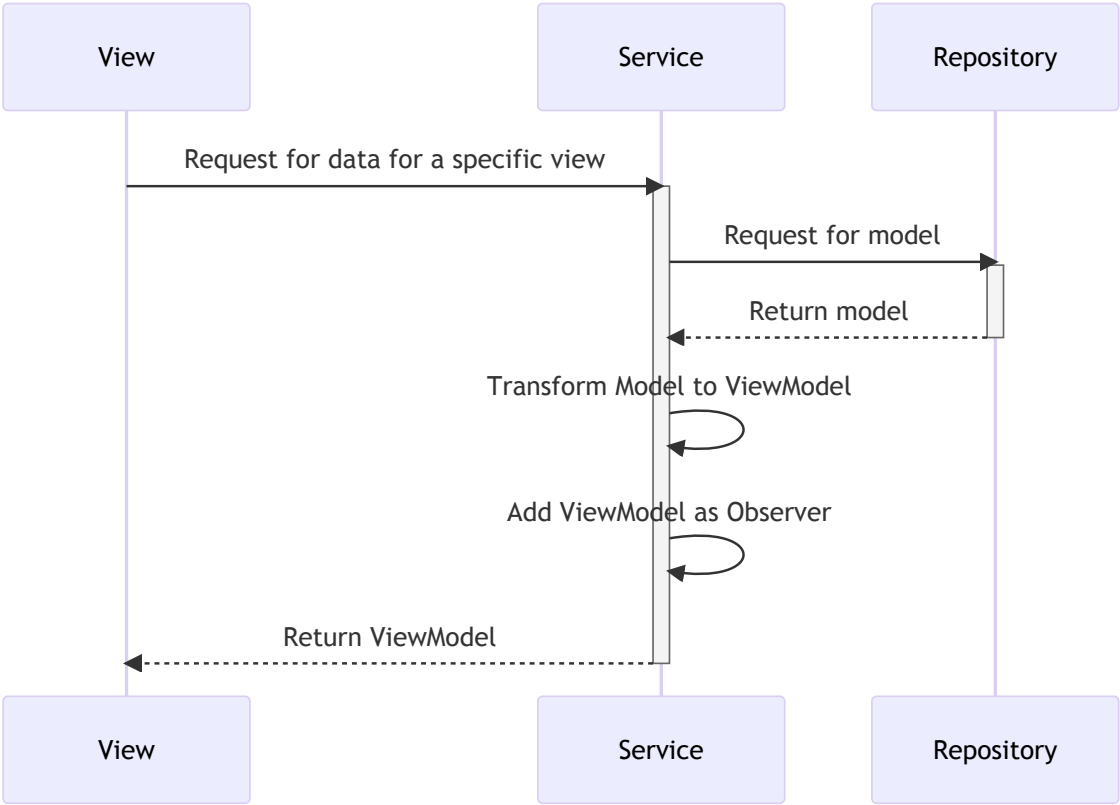 View
Service
Repository
Request for data for a specific view
Request for model
Return model
Transform Model to ViewModel
Add ViewModel as Observer
Return ViewModel
View
Service
Repository